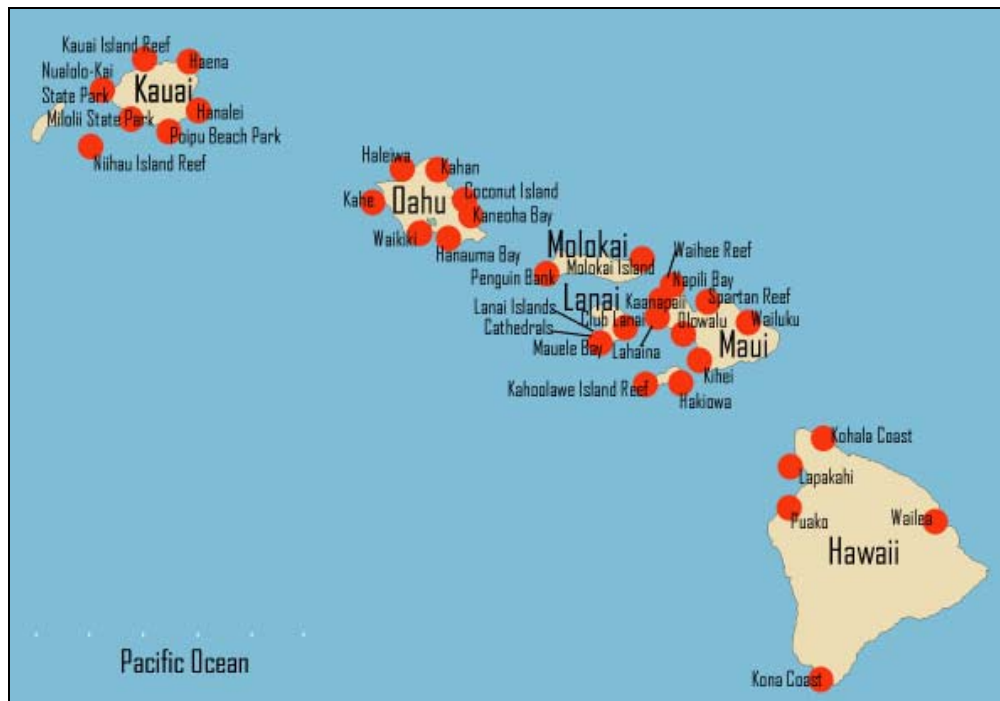 Kauai Island Reef
Haena
Nualolo-Kai
State Park
Kauai
Hanalei
Milolii State Park
Poipu Beach Park
Niihau Island Reef
Haleiwa
Kahan
Coconut Island
Kahe
Oahu
Kaneoha Bay
Waikiki
Hanauma Bay
Molokai
Waihee Reef
Molokai Island
Penguin Bank
Napili Bay
Lanai
Kaanapali
Spartan Reef
Lanai Islands
Club Lanai
Olowalu
Wailuku
Cathedrals
Mauele Bay
Lahaina
Maui
Kihei
Kahoolawe Island Reef
Hakiowa
Kohala Coast
Lapakahi
Puako
Wailea
Hawaii
Pacific Ocean
Kona Coast